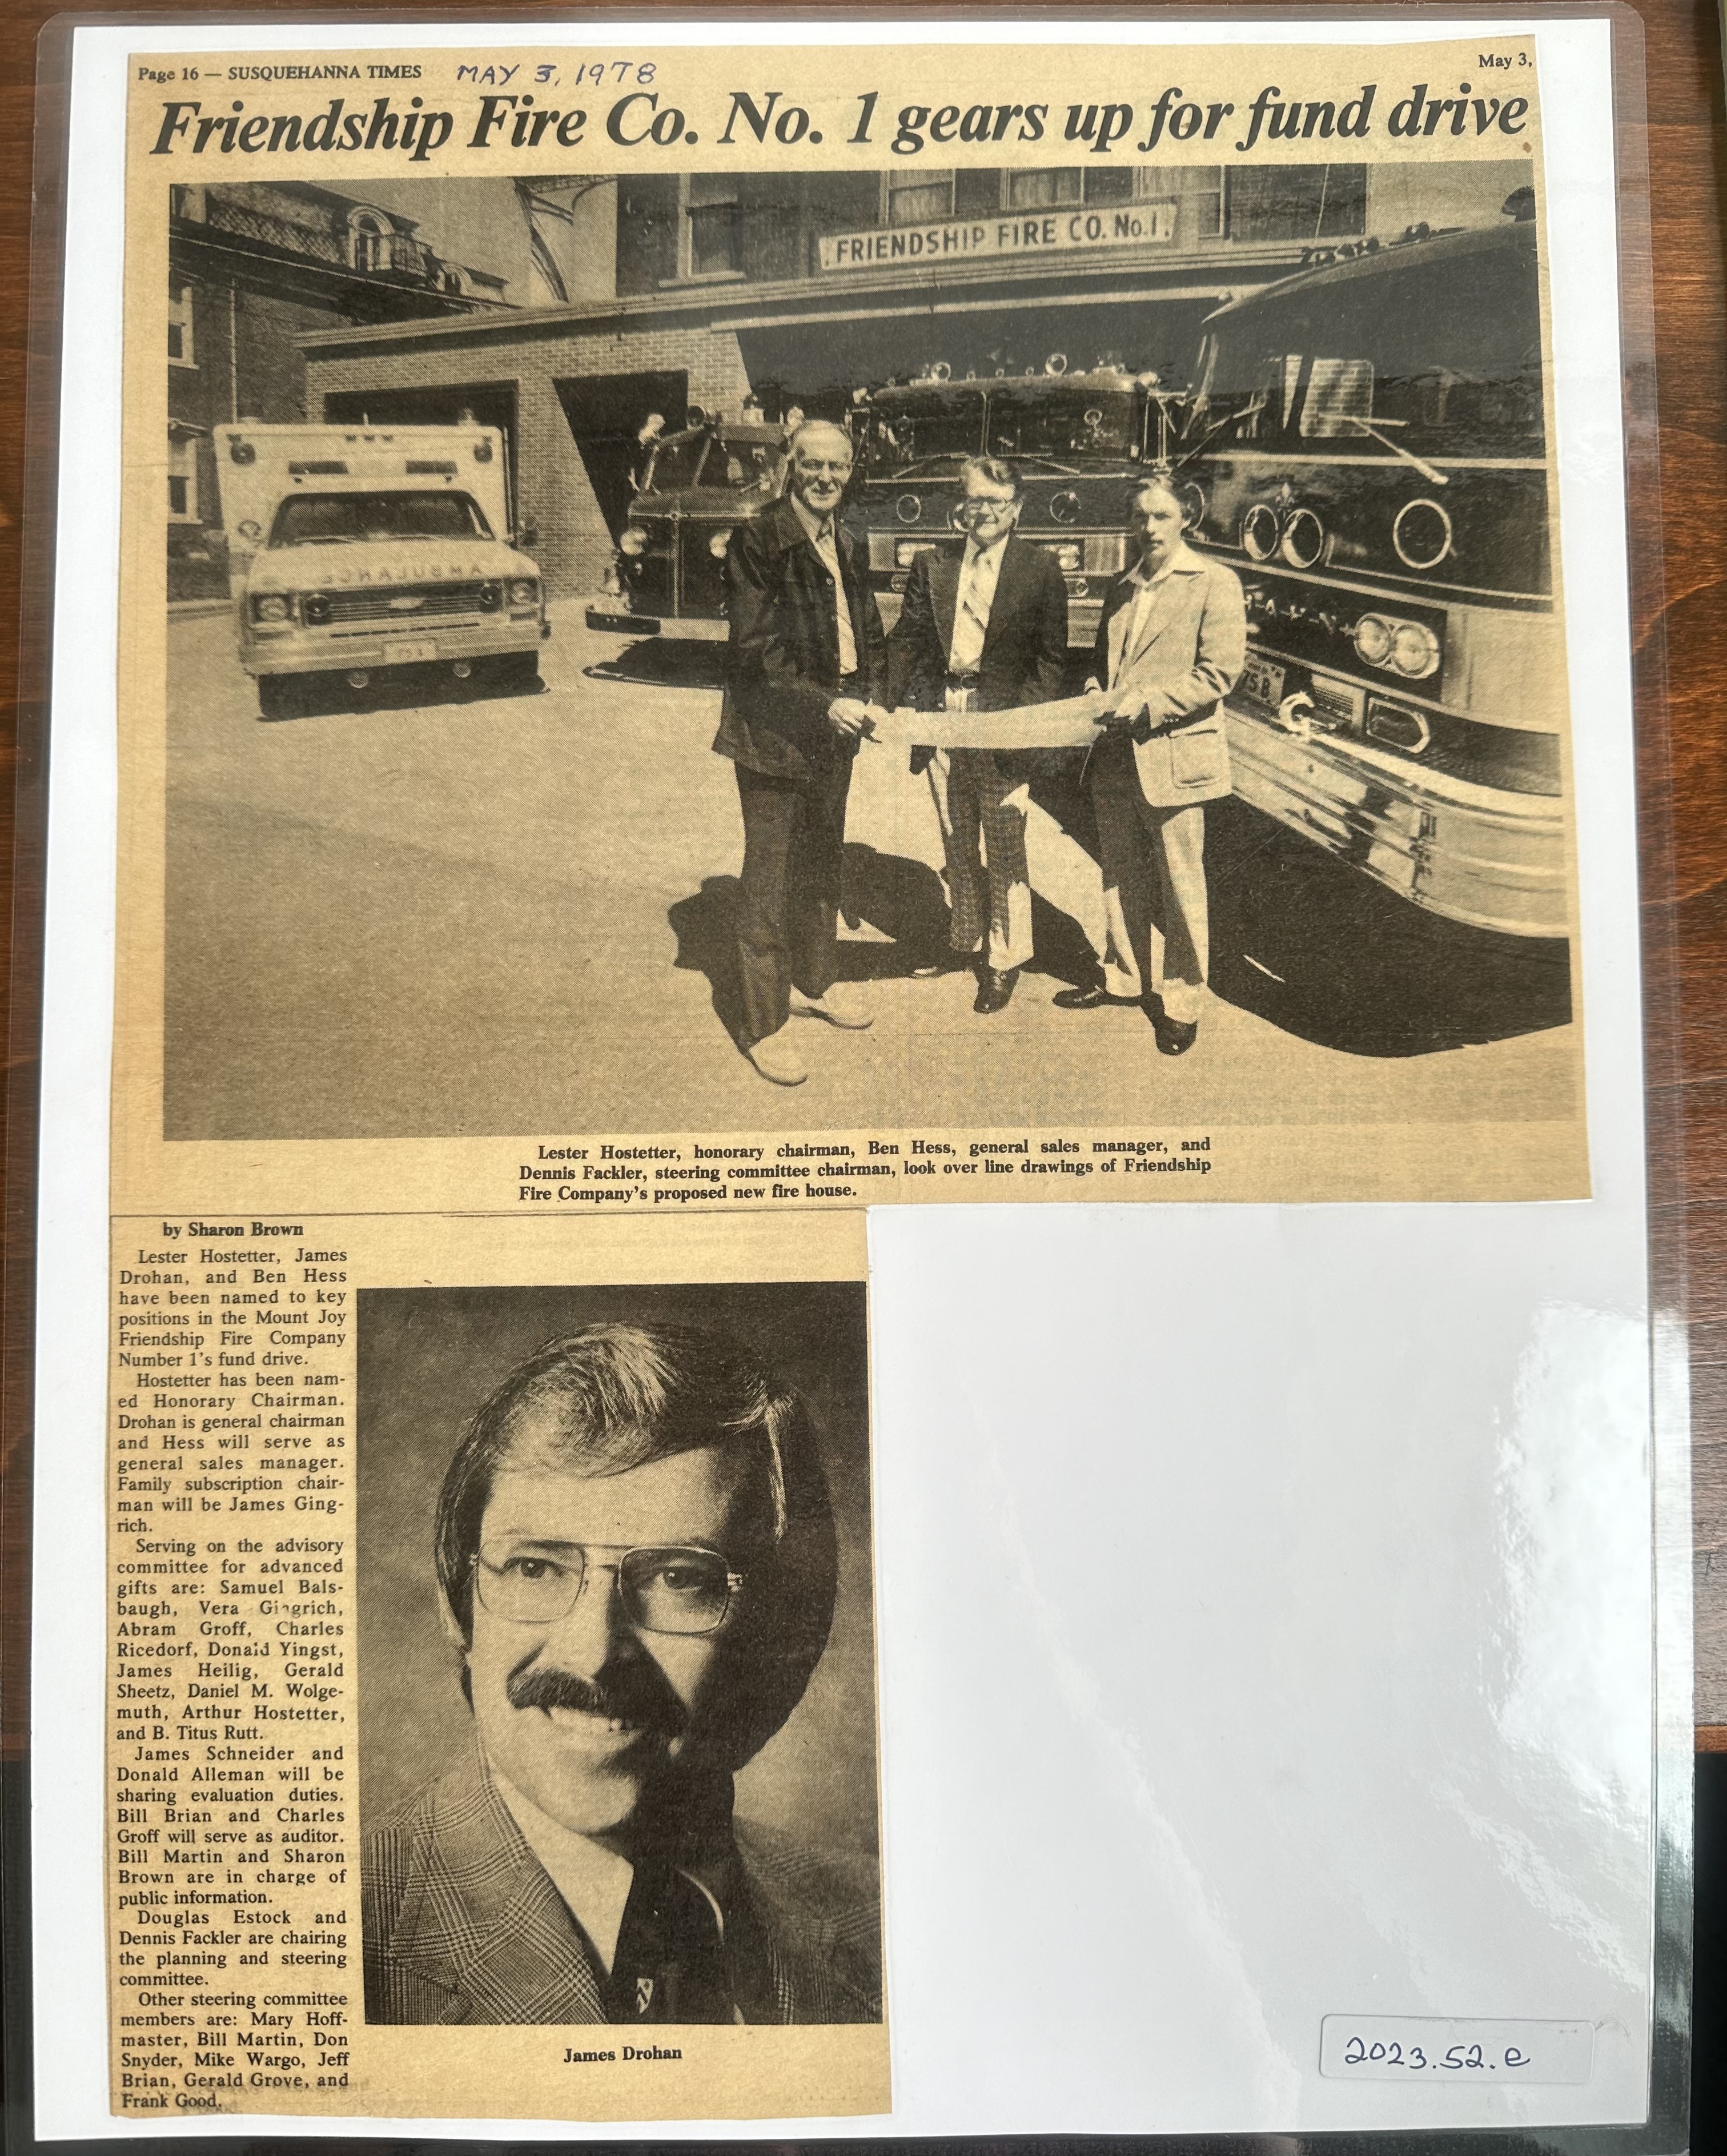 Page 16 — SUSQUEHANNA TIMES MAY 3, 1978 May 3,
Friendship Fire Co. No. 1 gears up for fund drive
FRIENDSHIP FIRE CO. No. 1.
AMBULANCE
75B
Lester Hostetter, honorary chairman, Ben Hess, general sales manager, and
Dennis Fackler, steering committee chairman, look over line drawings of Friendship
Fire Company's proposed new fire house.
by Sharon Brown
Lester Hostetter, James
Drohan, and Ben Hess
have been named to key
positions in the Mount Joy
Friendship Fire Company
Number 1's fund drive.
Hostetter has been nam-
ed Honorary Chairman.
Drohan is general chairman
and Hess will serve as
general sales manager.
Family subscription chair-
man will be James Ging-
rich.
Serving on the advisory
committee for advanced
gifts are: Samuel Bals-
baugh, Vera Gingrich,
Abram Groff, Charles
Ricedorf, Donald Yingst,
James Heilig, Gerald
Sheetz, Daniel M. Wolge-
muth, Arthur Hostetter,
and B. Titus Rutt.
James Schneider and
Donald Alleman will be
sharing evaluation duties.
Bill Brian and Charles
Groff will serve as auditor.
Bill Martin and Sharon
Brown are in charge of
public information.
Douglas Estock and
Dennis Fackler are chairing
the planning and steering
committee.
Other steering committee
members are: Mary Hoff-
master, Bill Martin, Don
Snyder, Mike Wargo, Jeff
Brian, Gerald Grove, and
Frank Good.
James Drohan
2023.52.e